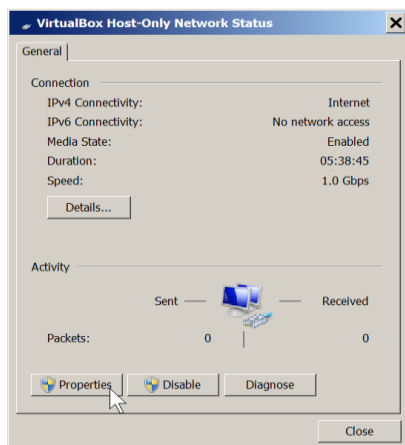 VirtualBox Host-Only Network Status
General
Connection
IPv4 Connectivity: Internet
IPv6 Connectivity: No network access
Media State: Enabled
Duration: 05:38:45
Speed: 1.0 Gbps
Details...
Activity
Sent Received
Packets: 0 0
Properties Disable Diagnose
Close